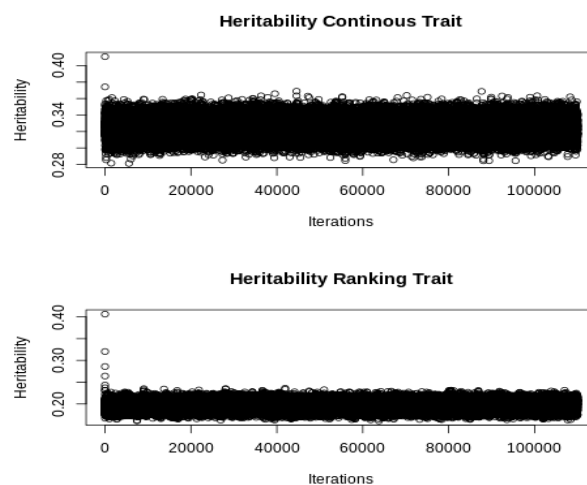 Heritability Continous Trait
Heritability
0.40
0.34
0.28
0 20000 40000 60000 80000 100000
Iterations
Heritability Ranking Trait
Heritability
0.40
0.30
0.20
0 20000 40000 60000 80000 100000
Iterations